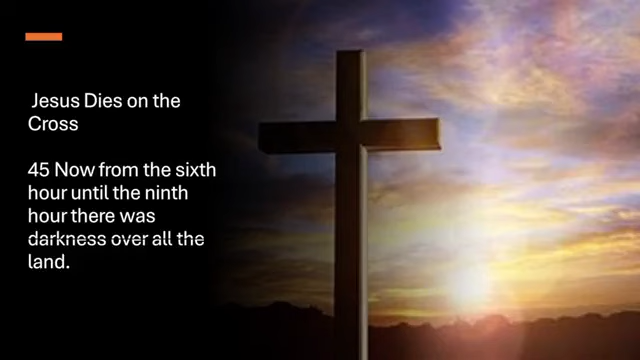 Jesus Dies on the
Cross
45 Now from the sixth
hour until the ninth
hour there was
darkness over all the
land.